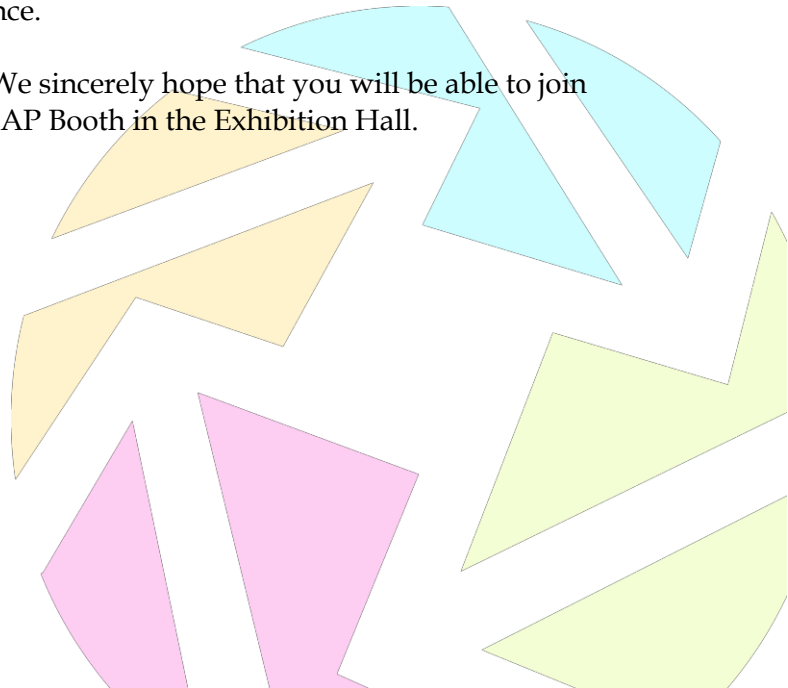 nce.
We sincerely hope that you will be able to join
AP Booth in the Exhibition Hall.